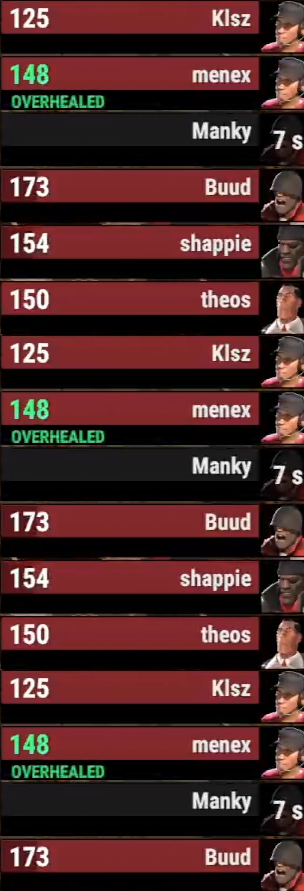 125 Klsz
148 menex
OVERHEALED
Manky 7 s
173 Buud
154 shappie
150 theos
125 Klsz
148 menex
OVERHEALED
Manky 7 s
173 Buud
154 shappie
150 theos
125 Klsz
148 menex
OVERHEALED
Manky 7 s
173 Buud